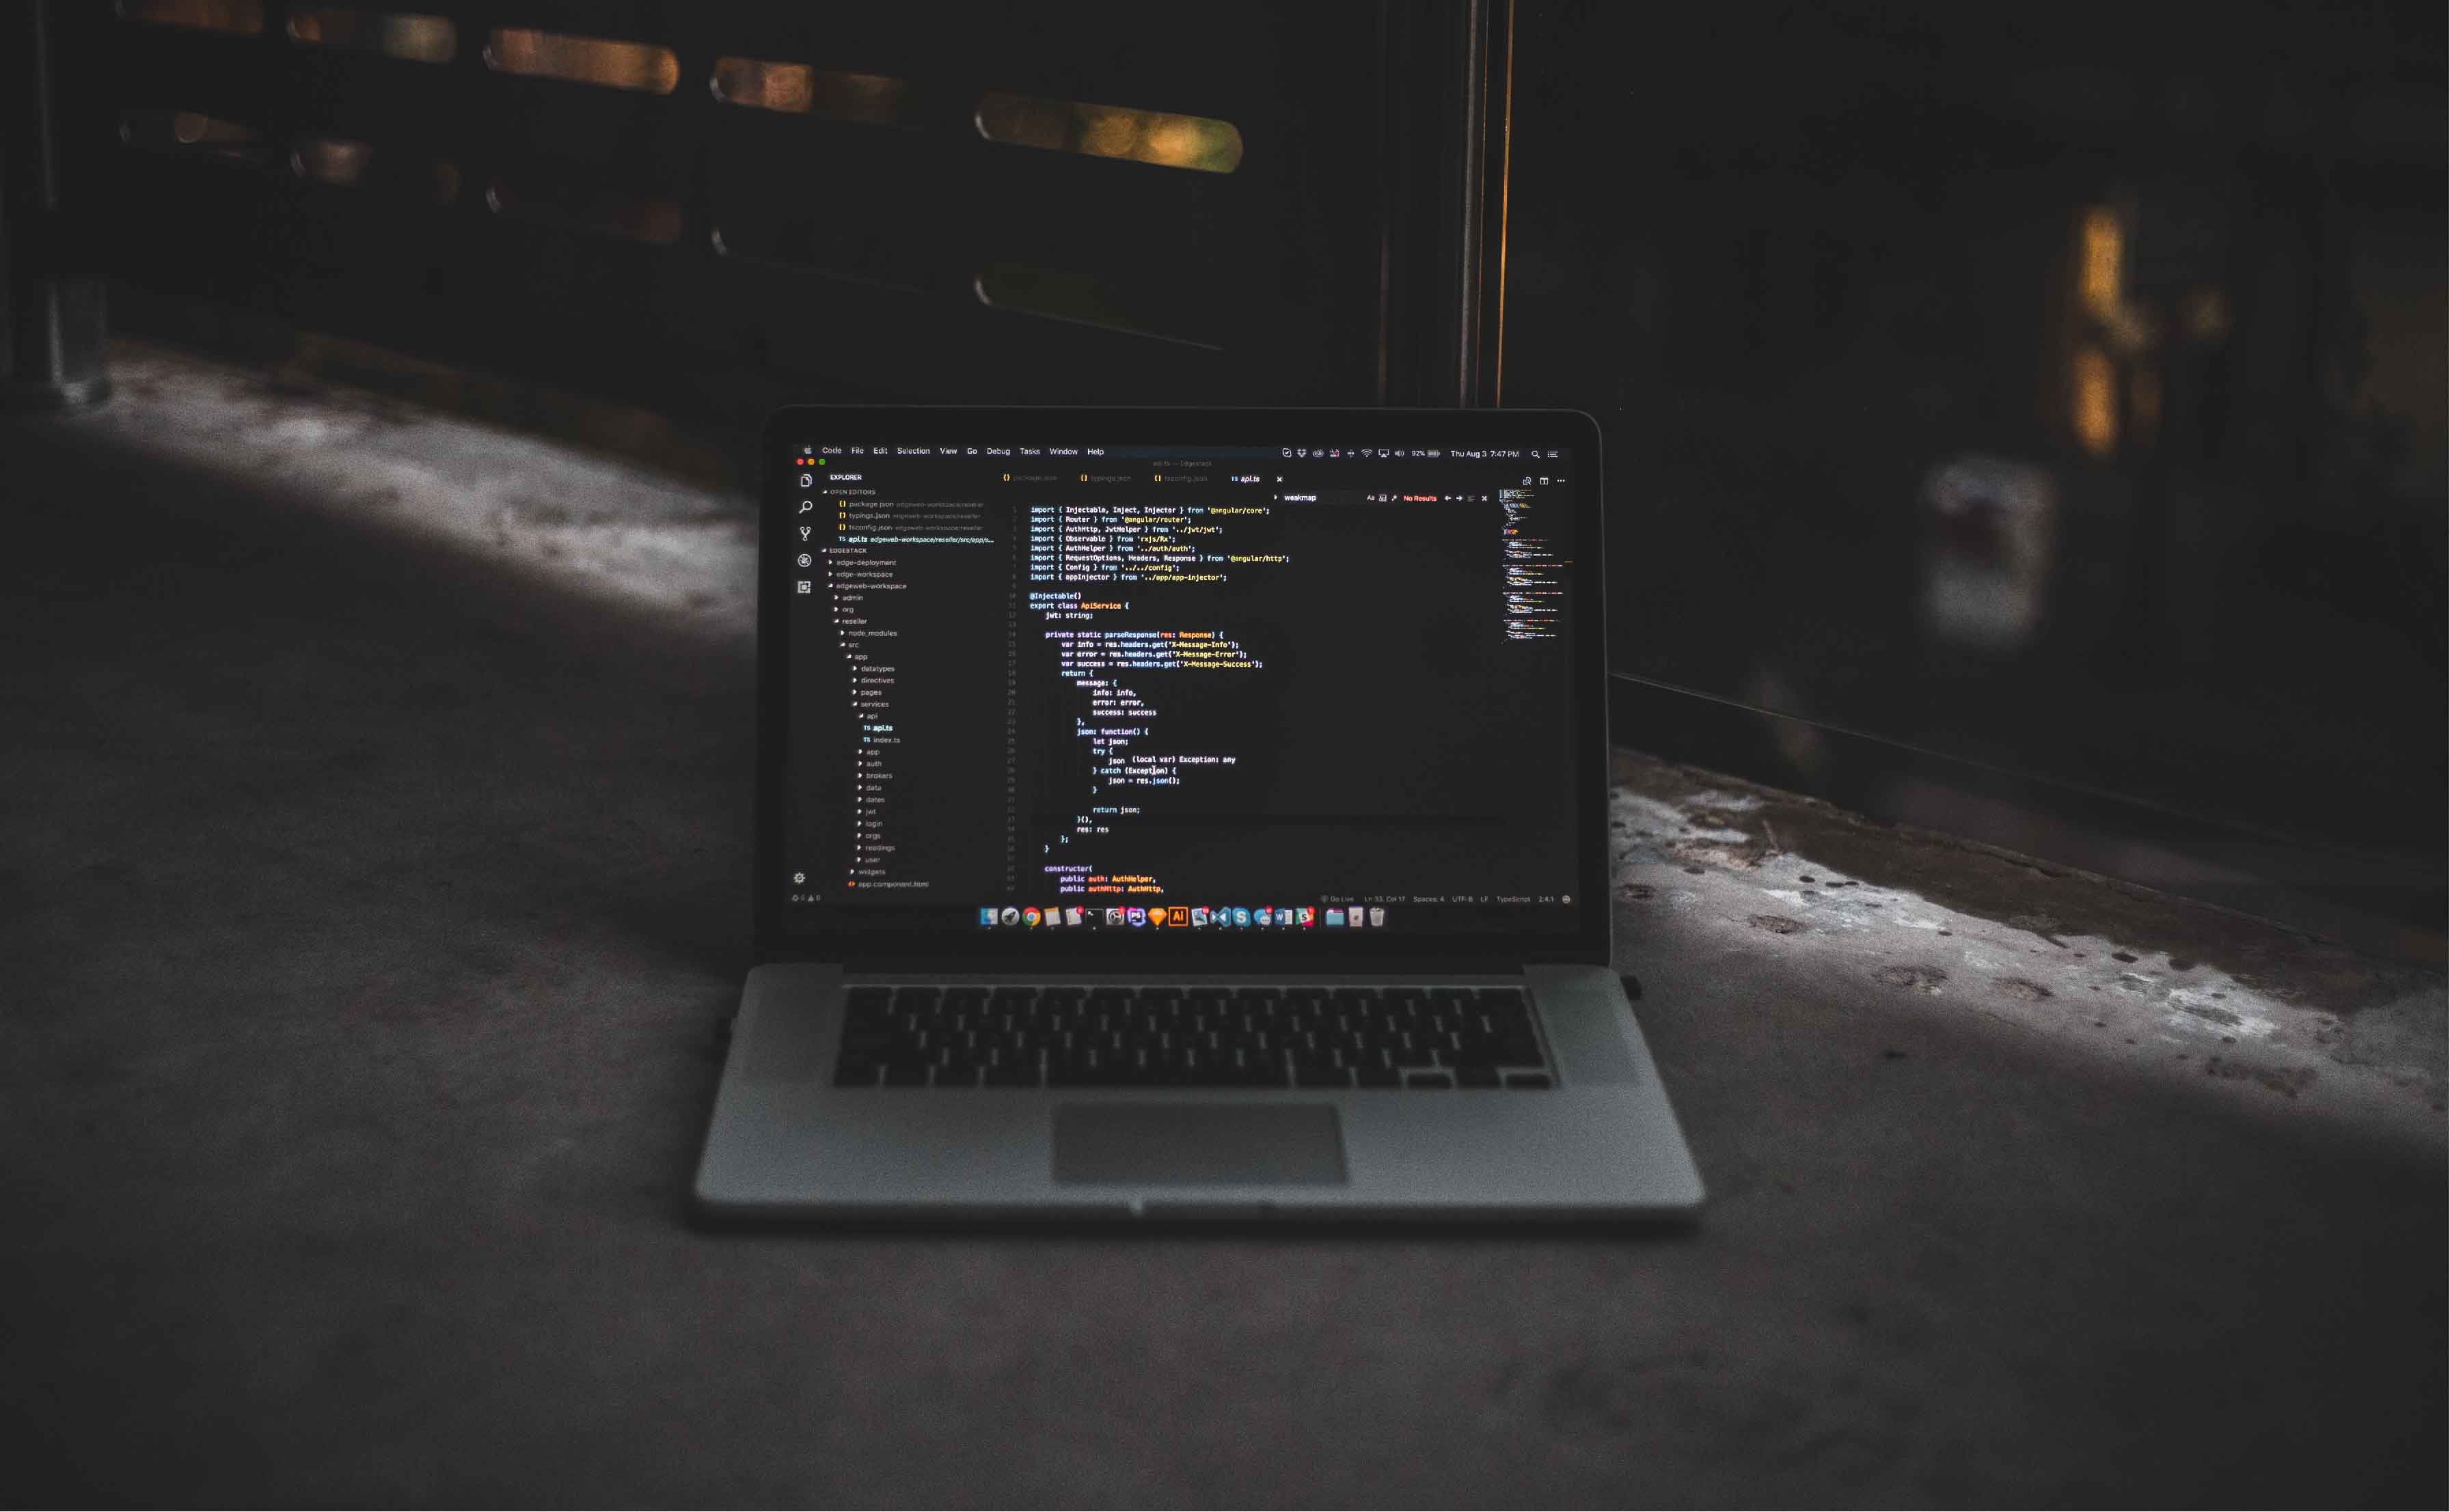 Code File Edit Selection View Go Debug Tasks Window Help 92% Thu Aug 3 7:47 PM
api.ts — Edgestack
EXPLORER
OPEN EDITORS
{} package.json edgeweb-workspace/reseller
{} typings.json edgeweb-workspace/reseller
{} tsconfig.json edgeweb-workspace/reseller
TS api.ts edgeweb-workspace/reseller/src/app/s...
EDGESTACK
edge-deployment
edge-workspace
edgeweb-workspace
admin
org
reseller
node_modules
src
app
datatypes
directives
pages
services
api
TS api.ts
TS index.ts
app
auth
brokers
data
dates
jwt
login
orgs
readings
user
widgets
<> app.component.html
{} package.json {} typings.json {} tsconfig.json TS api.ts
weakmap Aa No Results
import { Injectable, Inject, Injector } from '@angular/core';
import { Router } from '@angular/router';
import { AuthHttp, JwtHelper } from '../jwt/jwt';
import { Observable } from 'rxjs/Rx';
import { AuthHelper } from '../auth/auth';
import { RequestOptions, Headers, Response } from '@angular/http';
import { Config } from '../../config';
import { appInjector } from '../app/app-injector';
@Injectable()
export class ApiService {
jwt: string;
private static parseResponse(res: Response) {
var info = res.headers.get('X-Message-Info');
var error = res.headers.get('X-Message-Error');
var success = res.headers.get('X-Message-Success');
return {
message: {
info: info,
error: error,
success: success
},
json: function() {
let json;
try {
json (local var) Exception: any
} catch (Exception) {
json = res.json();
}
return json;
}(),
res: res
};
}
constructor(
public auth: AuthHelper,
public authHttp: AuthHttp,
Go Live Ln 33, Col 17 Spaces: 4 UTF-8 LF TypeScript 2.4.1
PS Ai S W